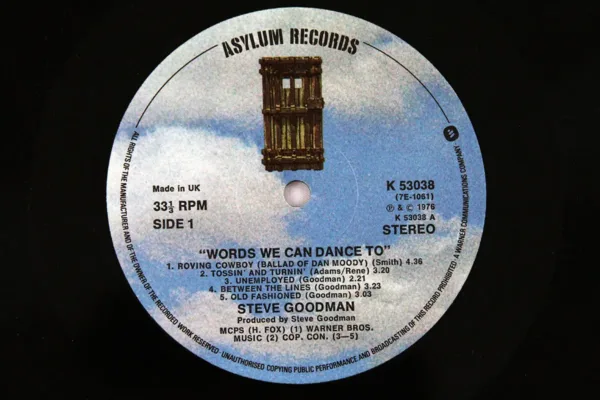 ASYLUM RECORDS
Made in UK
33⅓ RPM
SIDE 1
K 53038
(7E-1061)
℗ & © 1976
K 53038 A
STEREO
"WORDS WE CAN DANCE TO"
1. ROVING COWBOY (BALLAD OF DAN MOODY) (Smith) 4.36
2. TOSSIN' AND TURNIN' (Adams/Rene) 3.20
3. UNEMPLOYED (Goodman) 2.21
4. BETWEEN THE LINES (Goodman) 3.23
5. OLD FASHIONED (Goodman) 3.03
STEVE GOODMAN
Produced by Steve Goodman
MCPS (H. FOX) (1) WARNER BROS.
MUSIC (2) COP. CON. (3—5)
ALL RIGHTS OF THE MANUFACTURER AND OF THE OWNER OF THE RECORDED WORK RESERVED · UNAUTHORISED COPYING PUBLIC PERFORMANCE AND BROADCASTING OF THIS RECORD PROHIBITED · A WARNER COMMUNICATIONS COMPANY.